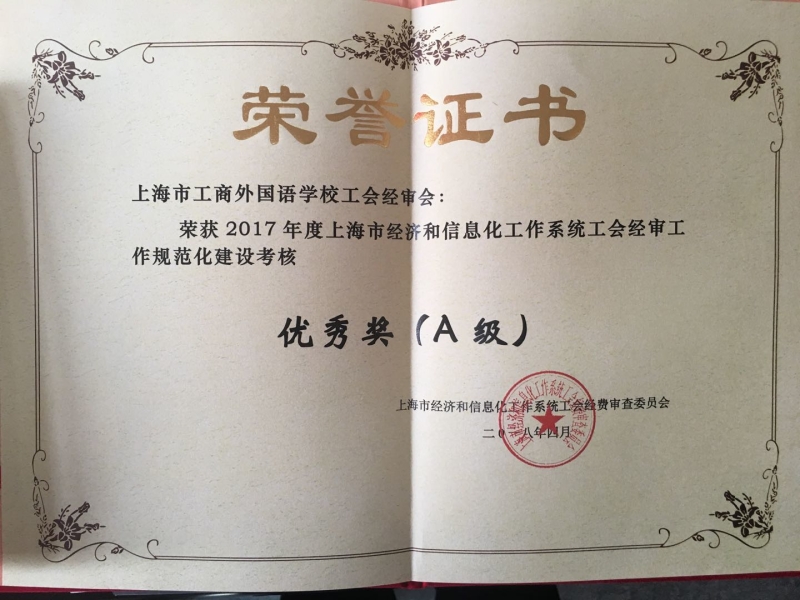 荣誉证书
上海市工商外国语学校工会经审会：
荣获 2017 年度上海市经济和信息化工作系统工会经审工
作规范化建设考核
优秀奖（A 级）
上海市经济和信息化工作系统工会经费审查委员会
二〇一八年四月